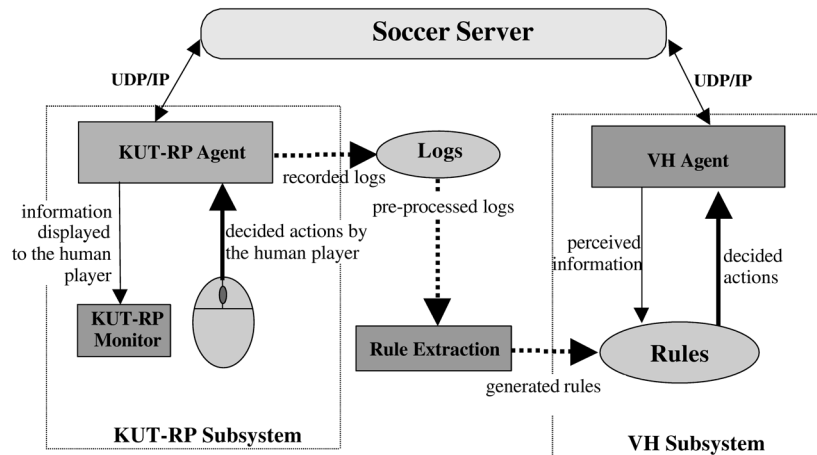 Soccer Server
UDP/IP
UDP/IP
KUT-RP Agent
Logs
VH Agent
recorded logs
pre-processed logs
information
displayed
to the human
player
decided actions by
the human player
perceived
information
decided
actions
KUT-RP
Monitor
Rule Extraction
Rules
generated rules
KUT-RP Subsystem
VH Subsystem